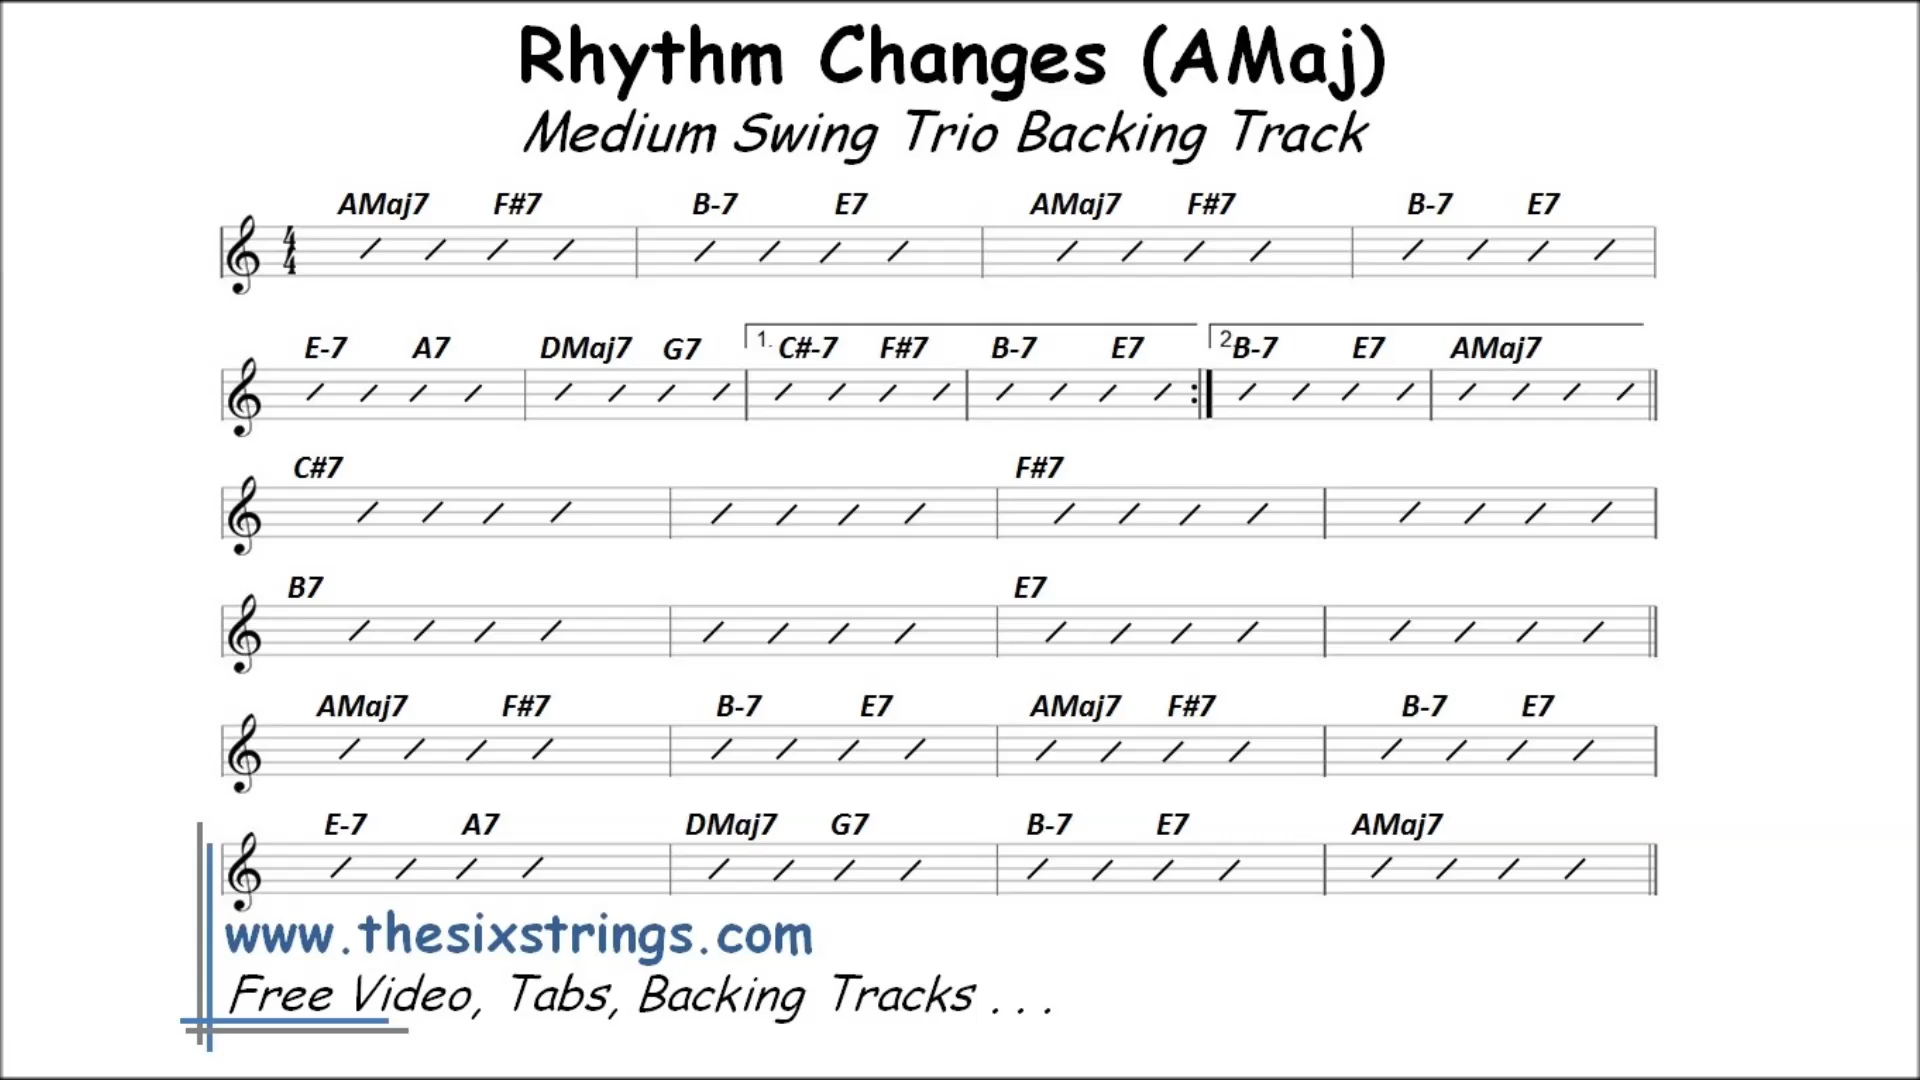 Rhythm Changes (AMaj)
Medium Swing Trio Backing Track
AMaj7 F#7 B-7 E7 AMaj7 F#7 B-7 E7
4
4
E-7 A7 DMaj7 G7 1. C#-7 F#7 B-7 E7 2 B-7 E7 AMaj7
C#7 F#7
B7 E7
AMaj7 F#7 B-7 E7 AMaj7 F#7 B-7 E7
E-7 A7 DMaj7 G7 B-7 E7 AMaj7
www.thesixstrings.com
Free Video, Tabs, Backing Tracks . . .